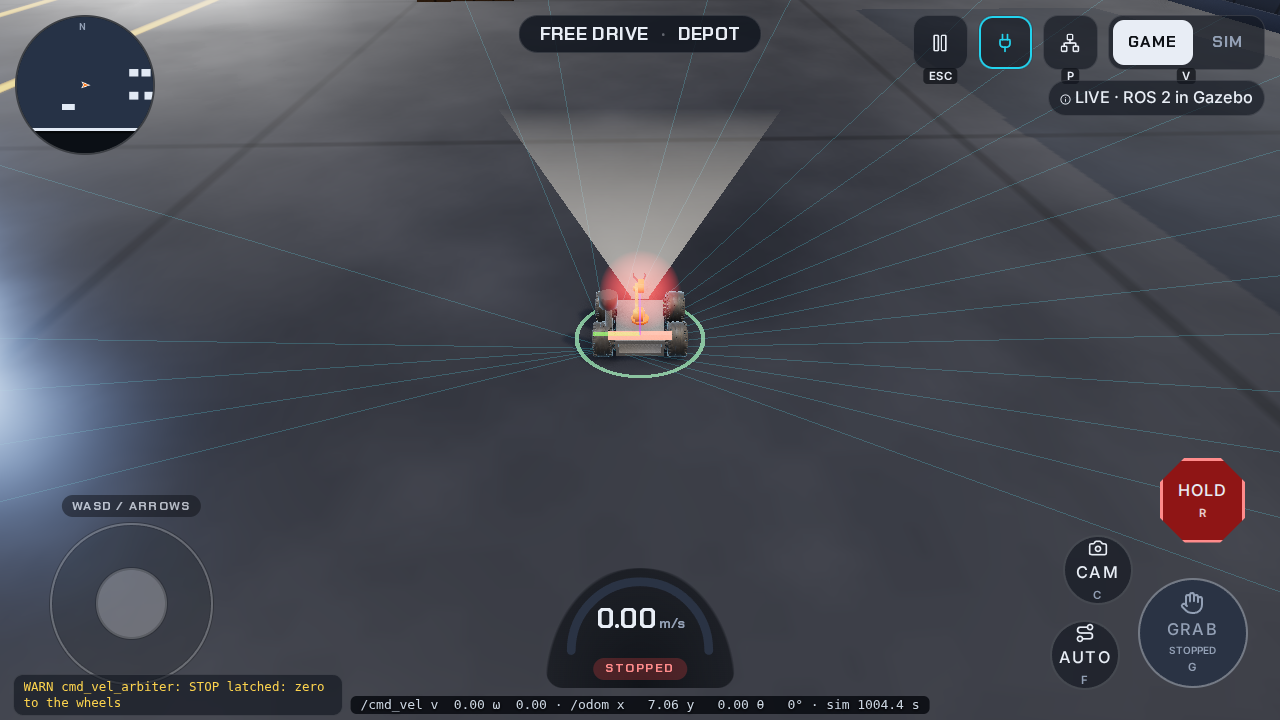 N
FREE DRIVE · DEPOT
ESC
P
GAME SIM
V
LIVE · ROS 2 in Gazebo
WASD / ARROWS
HOLD
R
CAM
C
GRAB
STOPPED
G
AUTO
F
0.00 m/s
STOPPED
WARN cmd_vel_arbiter: STOP latched: zero
to the wheels
/cmd_vel v 0.00 ω 0.00 · /odom x 7.06 y 0.00 θ 0° · sim 1004.4 s